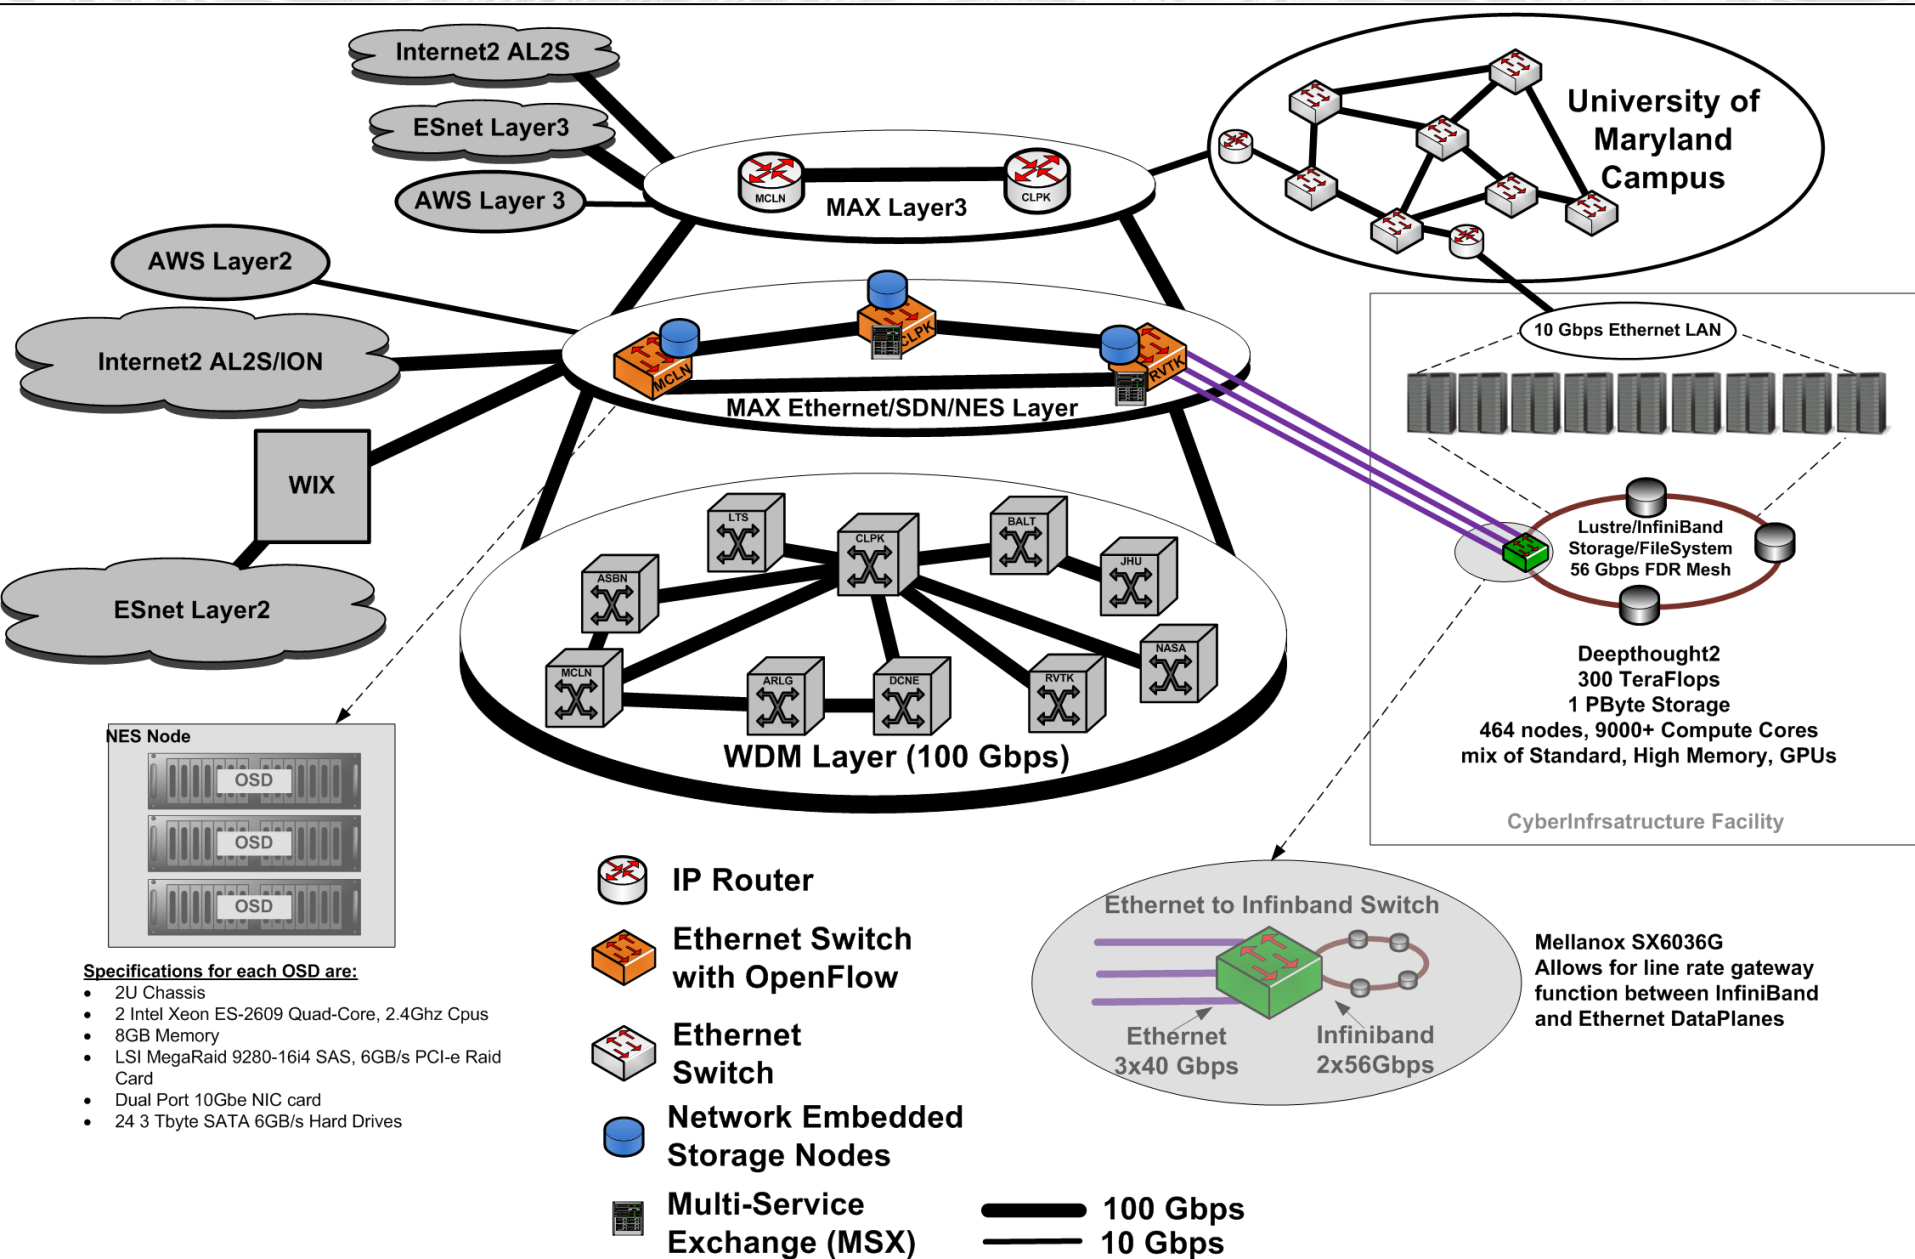 Internet2 AL2S
ESnet Layer3
AWS Layer 3
MCLN
CLPK
MAX Layer3
University of
Maryland
Campus
AWS Layer2
Internet2 AL2S/ION
WIX
ESnet Layer2
CLPK
MCLN
RVTK
MAX Ethernet/SDN/NES Layer
10 Gbps Ethernet LAN
LTS
CLPK
BALT
JHU
ASBN
MCLN
ARLG
DCNE
RVTK
NASA
WDM Layer (100 Gbps)
Lustre/InfiniBand
Storage/FileSystem
56 Gbps FDR Mesh
Deepthought2
300 TeraFlops
1 PByte Storage
464 nodes, 9000+ Compute Cores
mix of Standard, High Memory, GPUs
CyberInfrsatructure Facility
NES Node
OSD
OSD
OSD
Specifications for each OSD are:
• 2U Chassis
• 2 Intel Xeon ES-2609 Quad-Core, 2.4Ghz Cpus
• 8GB Memory
• LSI MegaRaid 9280-16i4 SAS, 6GB/s PCI-e Raid
Card
• Dual Port 10Gbe NIC card
• 24 3 Tbyte SATA 6GB/s Hard Drives
IP Router
Ethernet Switch
with OpenFlow
Ethernet
Switch
Network Embedded
Storage Nodes
Multi-Service
Exchange (MSX)
100 Gbps
10 Gbps
Ethernet to Infinband Switch
Ethernet
3x40 Gbps
Infiniband
2x56Gbps
Mellanox SX6036G
Allows for line rate gateway
function between InfiniBand
and Ethernet DataPlanes